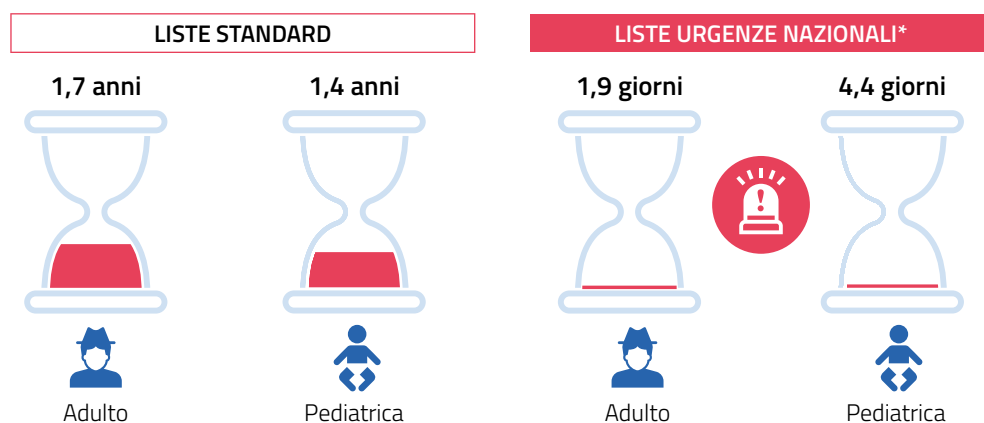 LISTE STANDARD
LISTE URGENZE NAZIONALI*
1,7 anni
1,4 anni
1,9 giorni
4,4 giorni
!
Adulto
Pediatrica
Adulto
Pediatrica